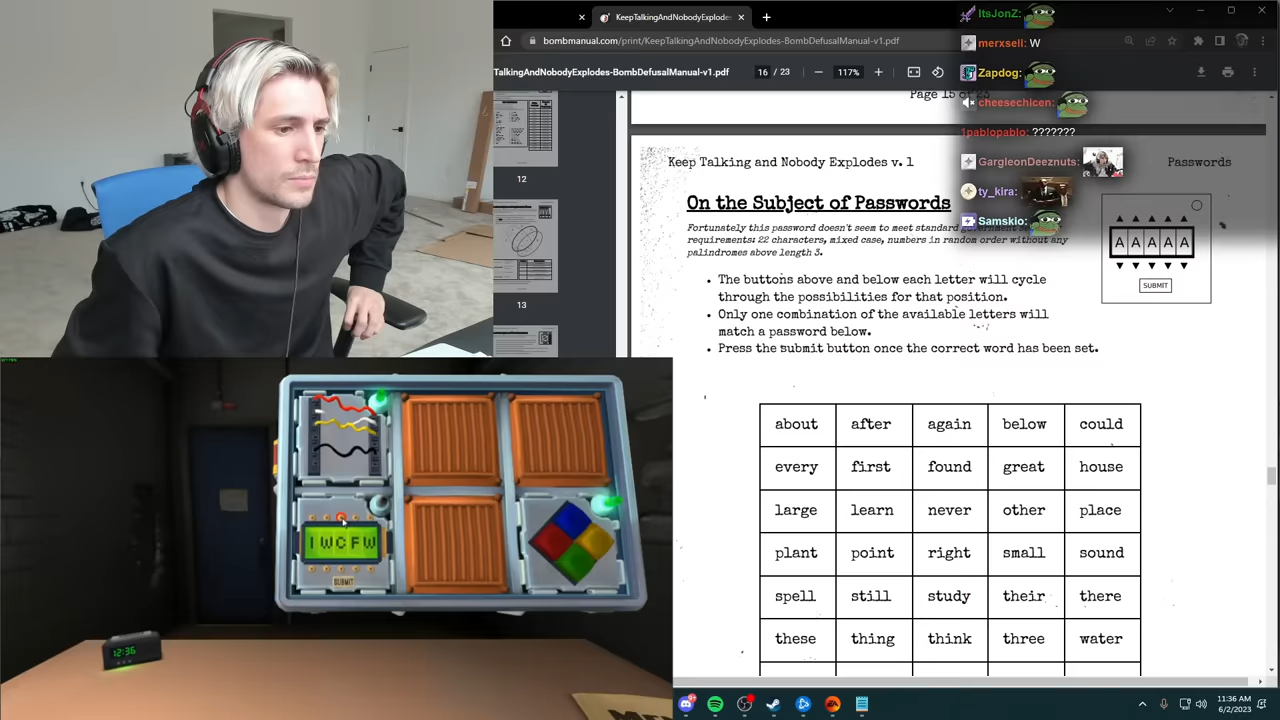 KeepTalkingAndNobodyExplodes
bombmanual.com/print/KeepTalkingAndNobodyExplodes-BombDefusalManual-v1.pdf
TalkingAndNobodyExplodes-BombDefusalManual-v1.pdf
16 / 23
117%
12
13
ItsJonZ:
merxsell: W
Zapdog:
cheesechicen:
1pablopablo: ???????
GargleonDeeznuts:
ty_kira:
Samskio:
Page 15 of 23
Keep Talking and Nobody Explodes v. 1
Passwords
On the Subject of Passwords
Fortunately this password doesn't seem to meet standard
requirements: 22 characters, mixed case, numbers in random order without any
palindromes above length 3.
• The buttons above and below each letter will cycle
through the possibilities for that position.
• Only one combination of the available letters will
match a password below.
• Press the submit button once the correct word has been set.
A A A A A
SUBMIT
about after again below could
every first found great house
large learn never other place
plant point right small sound
spell still study their there
these thing think three water
IWCFW
SUBMIT
12:36
11:36 AM
6/2/2023